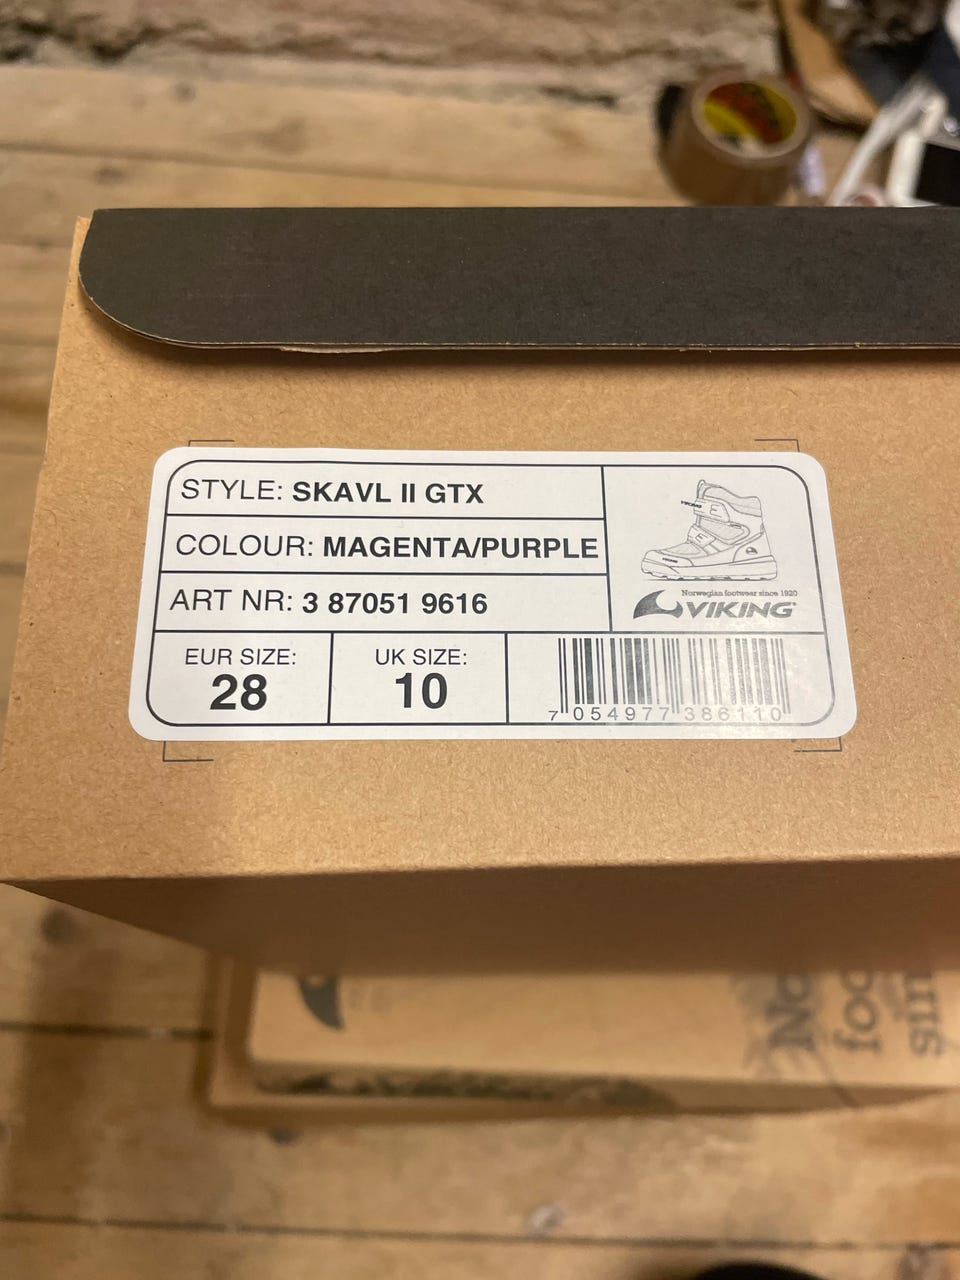 STYLE: SKAVL II GTX
COLOUR: MAGENTA/PURPLE
ART NR: 3 87051 9616
VIKING
Norwegian footwear since 1920
VIKING
EUR SIZE:
28
UK SIZE:
10
7 054977 386110